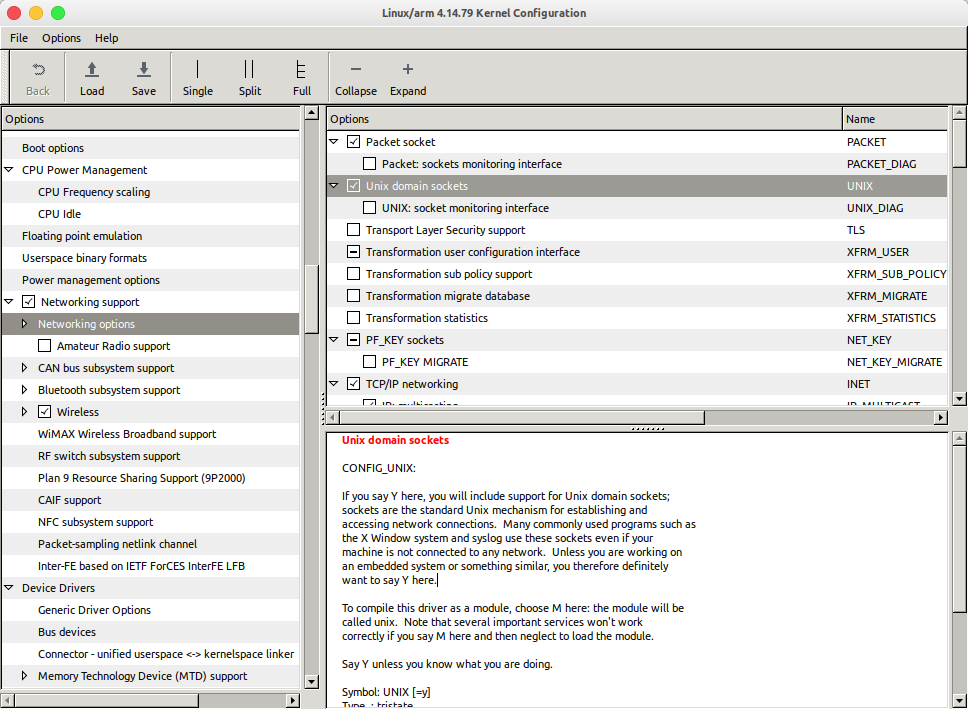 Linux/arm 4.14.79 Kernel Configuration
File Options Help
Back Load Save Single Split Full Collapse Expand
Options
Boot options
CPU Power Management
CPU Frequency scaling
CPU Idle
Floating point emulation
Userspace binary formats
Power management options
Networking support
Networking options
Amateur Radio support
CAN bus subsystem support
Bluetooth subsystem support
Wireless
WiMAX Wireless Broadband support
RF switch subsystem support
Plan 9 Resource Sharing Support (9P2000)
CAIF support
NFC subsystem support
Packet-sampling netlink channel
Inter-FE based on IETF ForCES InterFE LFB
Device Drivers
Generic Driver Options
Bus devices
Connector - unified userspace <-> kernelspace linker
Memory Technology Device (MTD) support
Options Name
Packet socket PACKET
Packet: sockets monitoring interface PACKET_DIAG
Unix domain sockets UNIX
UNIX: socket monitoring interface UNIX_DIAG
Transport Layer Security support TLS
Transformation user configuration interface XFRM_USER
Transformation sub policy support XFRM_SUB_POLICY
Transformation migrate database XFRM_MIGRATE
Transformation statistics XFRM_STATISTICS
PF_KEY sockets NET_KEY
PF_KEY MIGRATE NET_KEY_MIGRATE
TCP/IP networking INET
IP: multicasting IP_MULTICAST
Unix domain sockets
CONFIG_UNIX:
If you say Y here, you will include support for Unix domain sockets;
sockets are the standard Unix mechanism for establishing and
accessing network connections. Many commonly used programs such as
the X Window system and syslog use these sockets even if your
machine is not connected to any network. Unless you are working on
an embedded system or something similar, you therefore definitely
want to say Y here.
To compile this driver as a module, choose M here: the module will be
called unix. Note that several important services won't work
correctly if you say M here and then neglect to load the module.
Say Y unless you know what you are doing.
Symbol: UNIX [=y]
Type : tristate